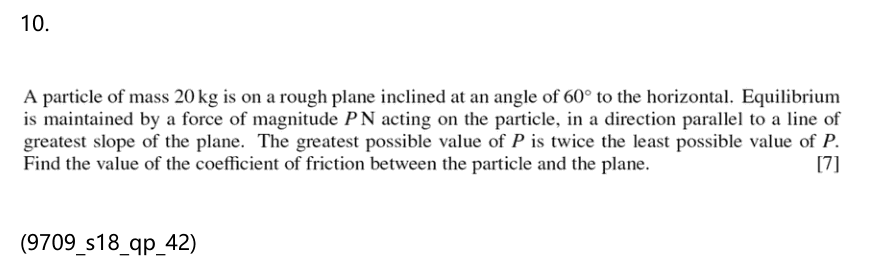 10.
A particle of mass 20 kg is on a rough plane inclined at an angle of 60° to the horizontal. Equilibrium
is maintained by a force of magnitude P N acting on the particle, in a direction parallel to a line of
greatest slope of the plane. The greatest possible value of P is twice the least possible value of P.
Find the value of the coefficient of friction between the particle and the plane. [7]
(9709_s18_qp_42)